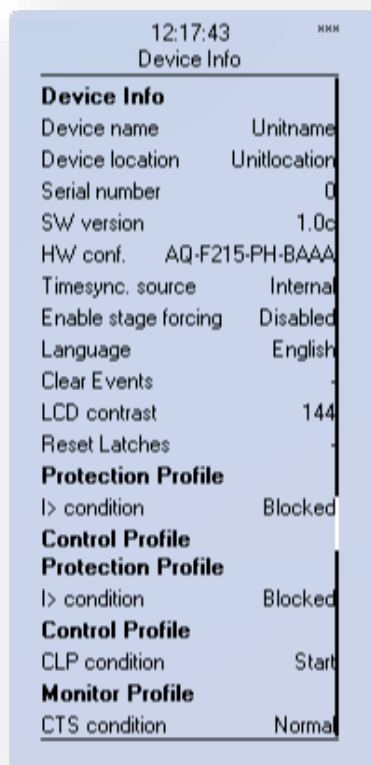 12:17:43 ×××
Device Info
Device Info
Device name Unitname
Device location Unitlocation
Serial number 0
SW version 1.0c
HW conf. AQ-F215-PH-BAAA
Timesync. source Internal
Enable stage forcing Disabled
Language English
Clear Events -
LCD contrast 144
Reset Latches -
Protection Profile
I> condition Blocked
Control Profile
Protection Profile
I> condition Blocked
Control Profile
CLP condition Start
Monitor Profile
CTS condition Normal